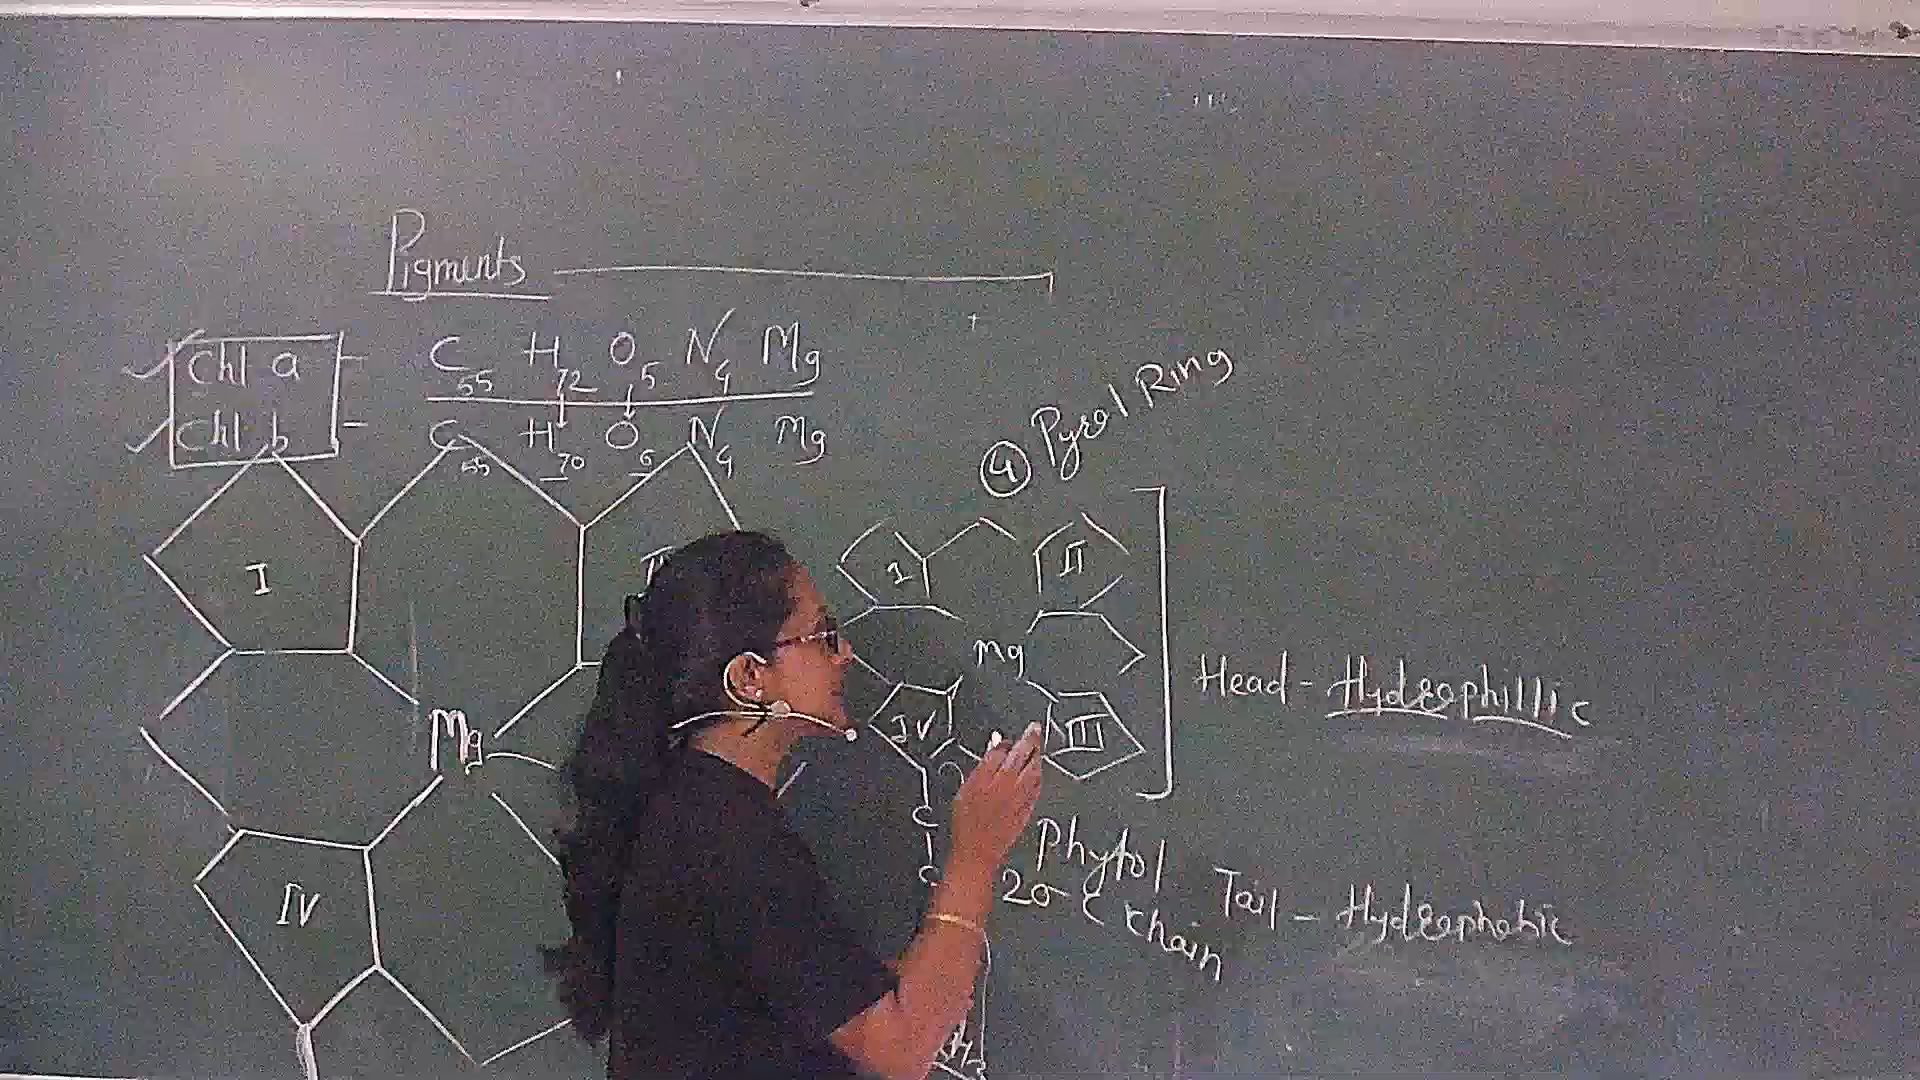 Pigments
Chl a - C55 H72 O5 N4 Mg
Chl b - C55 H70 O6 N4 Mg
④ Pyrol Ring
I
I
II
Mg
Mg
IV
III
Head - Hydrophillic
C
C
Phytol
20-C chain
Tail - Hydrophobic
IV